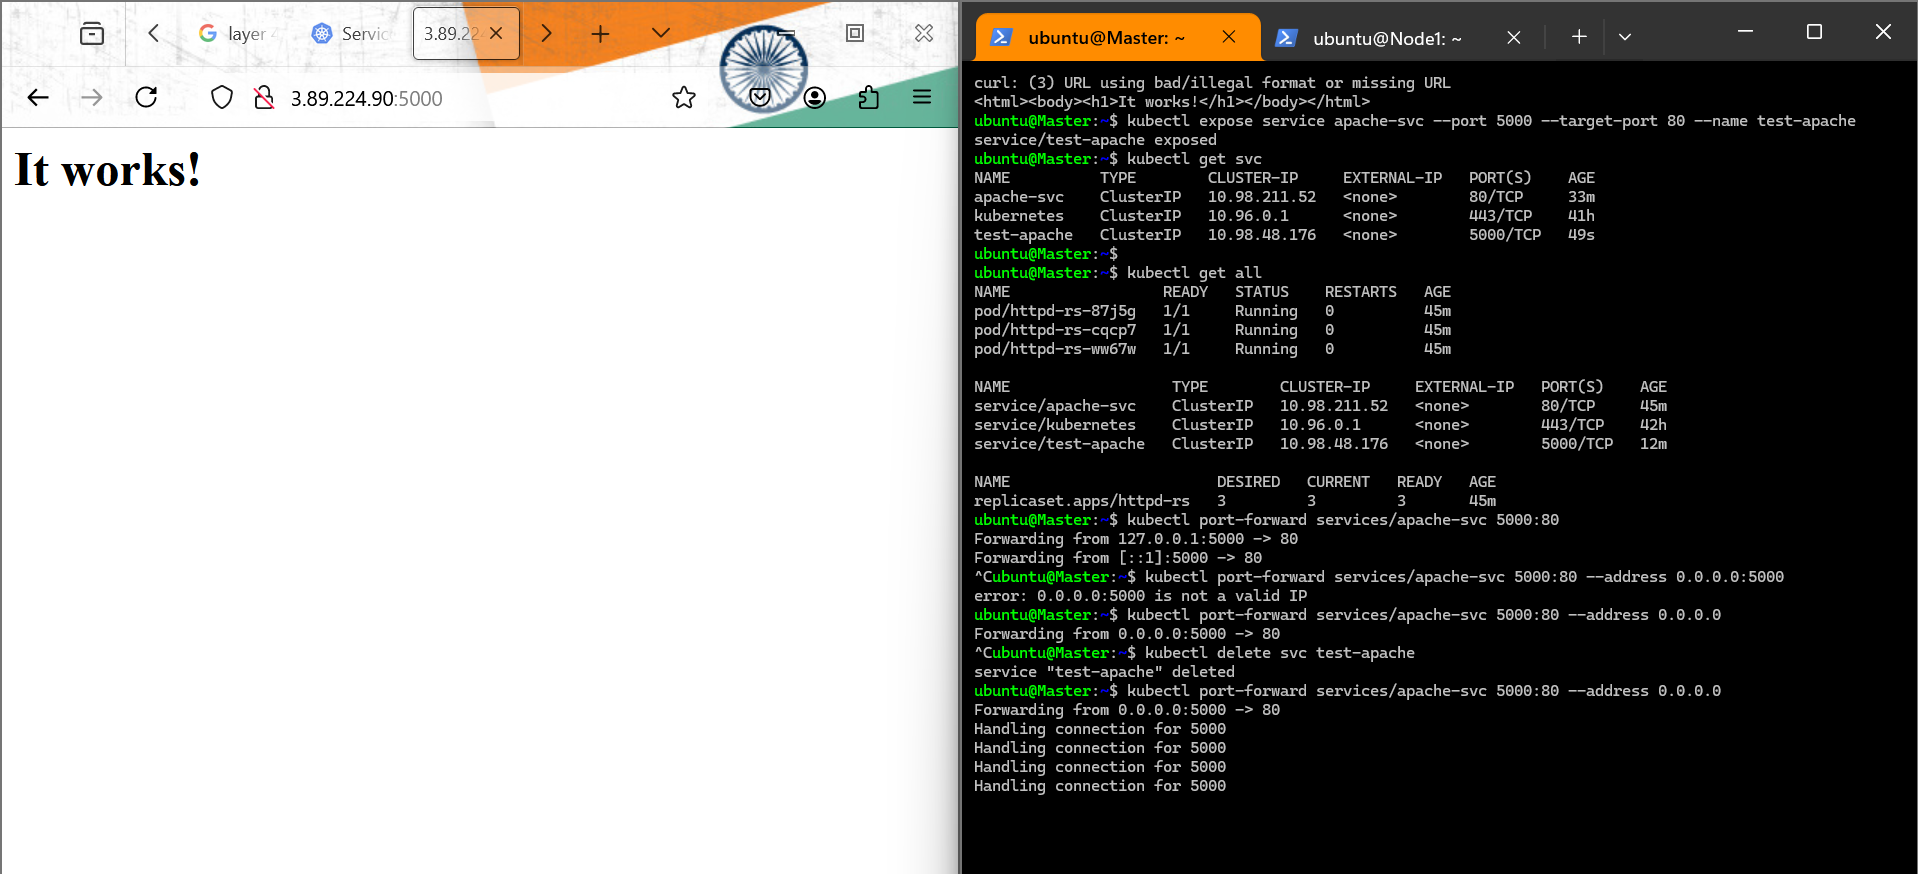 layer 4
Servic
3.89.22
3.89.224.90:5000
It works!
ubuntu@Master: ~
ubuntu@Node1: ~
curl: (3) URL using bad/illegal format or missing URL
<html><body><h1>It works!</h1></body></html>
ubuntu@Master:~$ kubectl expose service apache-svc --port 5000 --target-port 80 --name test-apache
service/test-apache exposed
ubuntu@Master:~$ kubectl get svc
NAME TYPE CLUSTER-IP EXTERNAL-IP PORT(S) AGE
apache-svc ClusterIP 10.98.211.52 <none> 80/TCP 33m
kubernetes ClusterIP 10.96.0.1 <none> 443/TCP 41h
test-apache ClusterIP 10.98.48.176 <none> 5000/TCP 49s
ubuntu@Master:~$
ubuntu@Master:~$ kubectl get all
NAME READY STATUS RESTARTS AGE
pod/httpd-rs-87j5g 1/1 Running 0 45m
pod/httpd-rs-cqcp7 1/1 Running 0 45m
pod/httpd-rs-ww67w 1/1 Running 0 45m
NAME TYPE CLUSTER-IP EXTERNAL-IP PORT(S) AGE
service/apache-svc ClusterIP 10.98.211.52 <none> 80/TCP 45m
service/kubernetes ClusterIP 10.96.0.1 <none> 443/TCP 42h
service/test-apache ClusterIP 10.98.48.176 <none> 5000/TCP 12m
NAME DESIRED CURRENT READY AGE
replicaset.apps/httpd-rs 3 3 3 45m
ubuntu@Master:~$ kubectl port-forward services/apache-svc 5000:80
Forwarding from 127.0.0.1:5000 -> 80
Forwarding from [::1]:5000 -> 80
^Cubuntu@Master:~$ kubectl port-forward services/apache-svc 5000:80 --address 0.0.0.0:5000
error: 0.0.0.0:5000 is not a valid IP
ubuntu@Master:~$ kubectl port-forward services/apache-svc 5000:80 --address 0.0.0.0
Forwarding from 0.0.0.0:5000 -> 80
^Cubuntu@Master:~$ kubectl delete svc test-apache
service "test-apache" deleted
ubuntu@Master:~$ kubectl port-forward services/apache-svc 5000:80 --address 0.0.0.0
Forwarding from 0.0.0.0:5000 -> 80
Handling connection for 5000
Handling connection for 5000
Handling connection for 5000
Handling connection for 5000